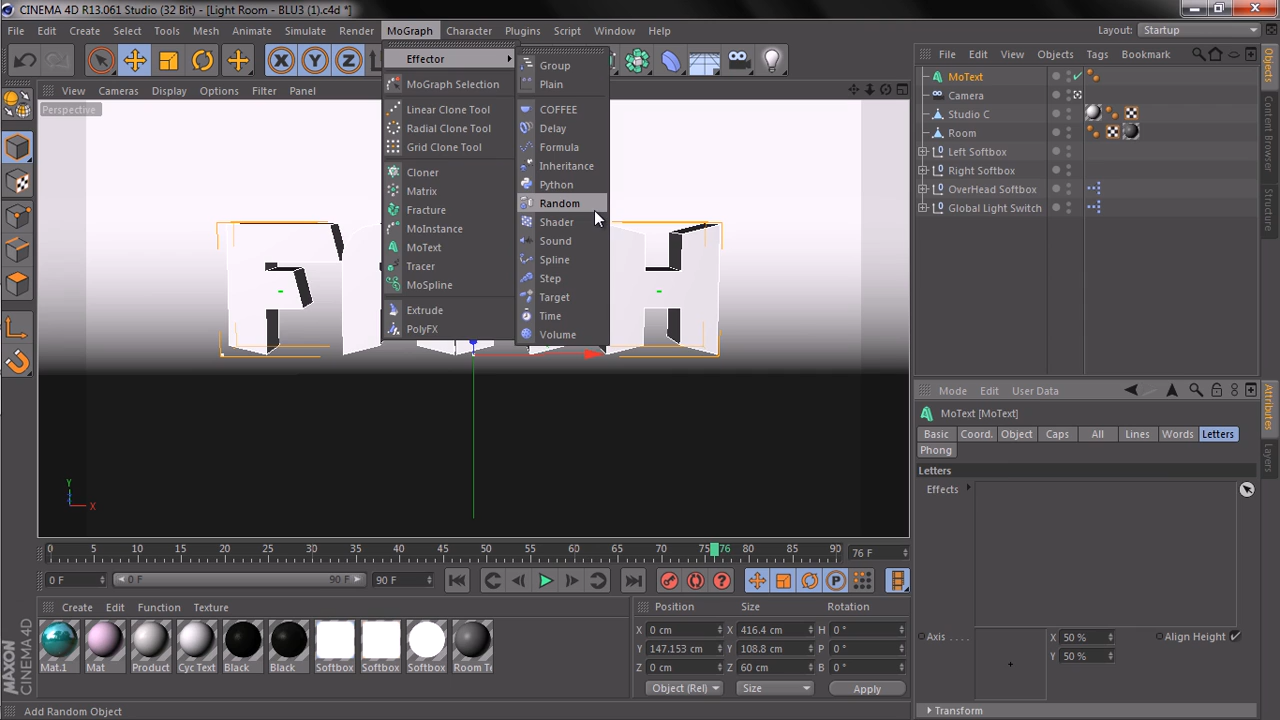 CINEMA 4D R13.061 Studio (32 Bit) - [Light Room - BLU3 (1).c4d *]
File Edit Create Select Tools Mesh Animate Simulate Render MoGraph Character Plugins Script Window Help
Layout: Startup
X Y Z
View Cameras Display Options Filter Panel
Perspective
Effector
MoGraph Selection
Linear Clone Tool
Radial Clone Tool
Grid Clone Tool
Cloner
Matrix
Fracture
MoInstance
MoText
Tracer
MoSpline
Extrude
PolyFX
Group
Plain
COFFEE
Delay
Formula
Inheritance
Python
Random
Shader
Sound
Spline
Step
Target
Time
Volume
Y
Z X
File Edit View Objects Tags Bookmark
MoText
Camera
Studio C
Room
Left Softbox
Right Softbox
OverHead Softbox
Global Light Switch
Objects
Content Browser
Structure
Mode Edit User Data
MoText [MoText]
Basic Coord. Object Caps All Lines Words Letters
Phong
Letters
Effects
Axis . . . .
X 50 %
Y 50 %
Align Height
Transform
Attributes
Layers
0 5 10 15 20 25 30 35 40 45 50 55 60 65 70 75 76 80 85 90
76 F
0 F
0 F
90 F
90 F
P
Create Edit Function Texture
Mat.1 Mat Product Cyc Text Black Black Softbox Softbox Softbox Room Te
Position Size Rotation
X 0 cm X 416.4 cm H 0 °
Y 147.153 cm Y 108.8 cm P 0 °
Z 0 cm Z 60 cm B 0 °
Object (Rel) Size Apply
MAXON
CINEMA 4D
Add Random Object